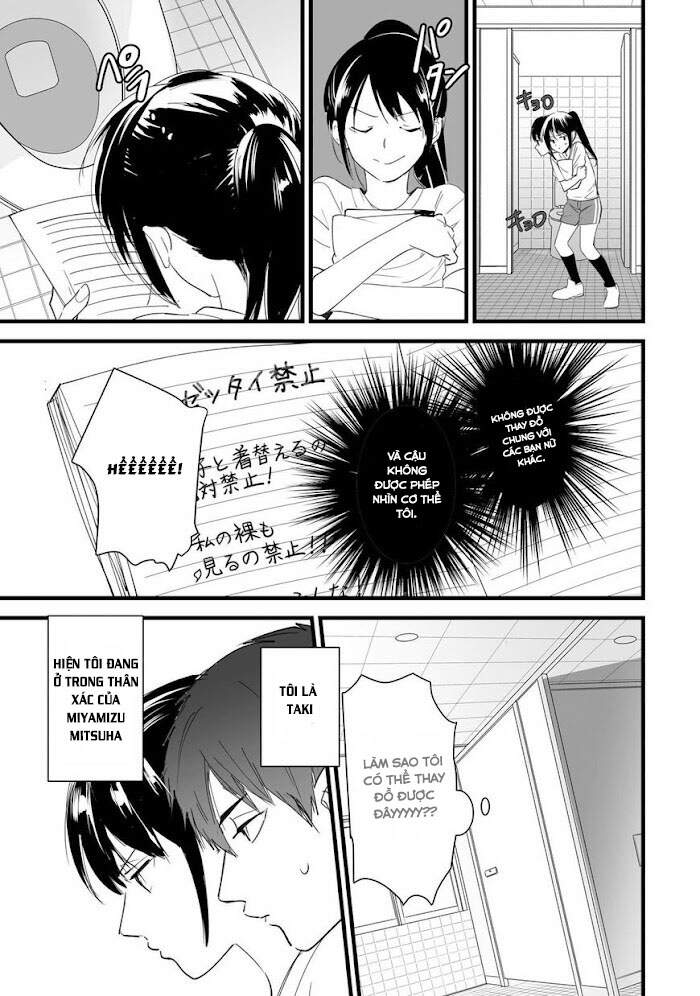 キョロ
キョロ
パタン
ペラ
ペラ
KHÔNG ĐƯỢC
THAY ĐỒ
CHUNG VỚI
CÁC BẠN NỮ
KHÁC.
VÀ CẬU
KHÔNG
ĐƯỢC PHÉP
NHÌN CƠ THỂ
TÔI.
ゼッタイ禁止
子と着替えるの
対禁止!
私の裸も
見るの禁止!!
HỂỂỂỂỂỂ!
LÀM SAO TÔI
CÓ THỂ THAY
ĐỒ ĐƯỢC
ĐÂYYYYY??
TÔI LÀ
TAKI
HIỆN TÔI ĐANG
Ở TRONG THÂN
XÁC CỦA
MIYAMIZU
MITSUHA